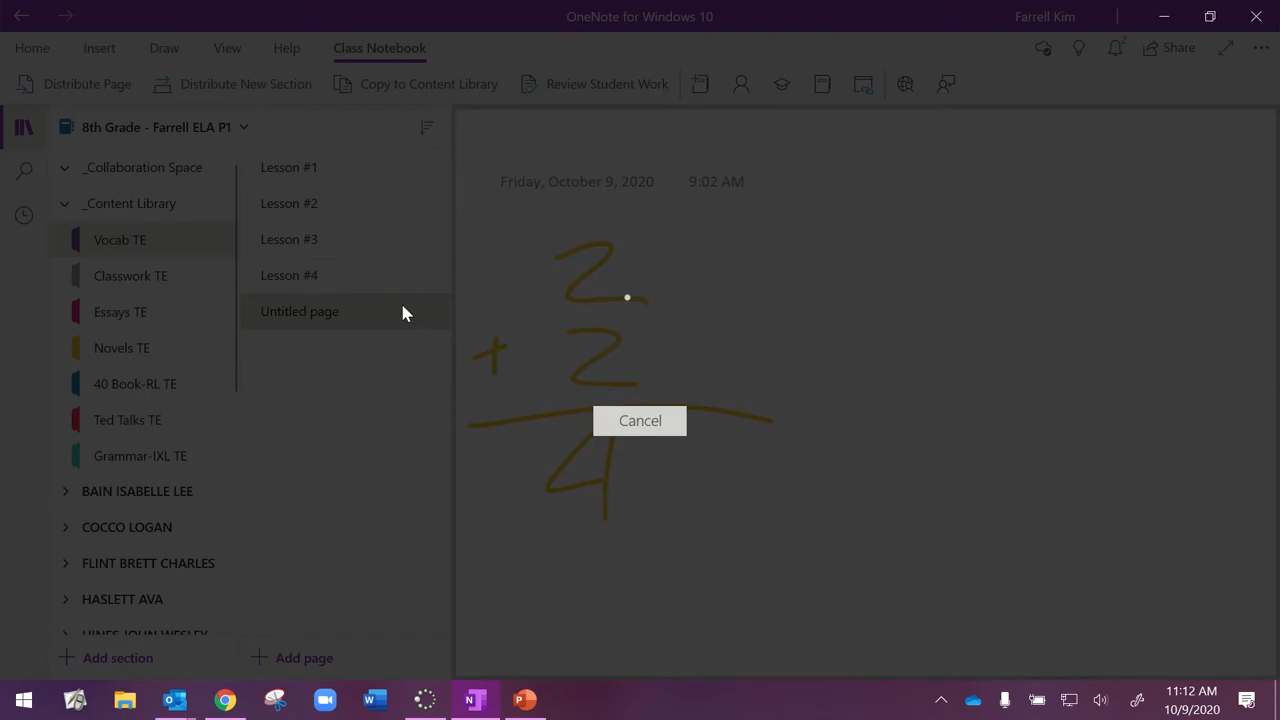 OneNote for Windows 10
Farrell Kim
Home Insert Draw View Help Class Notebook
2
Share
Distribute Page Distribute New Section Copy to Content Library Review Student Work
8th Grade - Farrell ELA P1
_Collaboration Space
_Content Library
Vocab TE
Classwork TE
Essays TE
Novels TE
40 Book-RL TE
Ted Talks TE
Grammar-IXL TE
BAIN ISABELLE LEE
COCCO LOGAN
FLINT BRETT CHARLES
HASLETT AVA
HINES JOHN WESLEY
Add section
Lesson #1
Lesson #2
Lesson #3
Lesson #4
Untitled page
Add page
Friday, October 9, 2020 9:02 AM
2
+ 2
4
Cancel
11:12 AM
10/9/2020